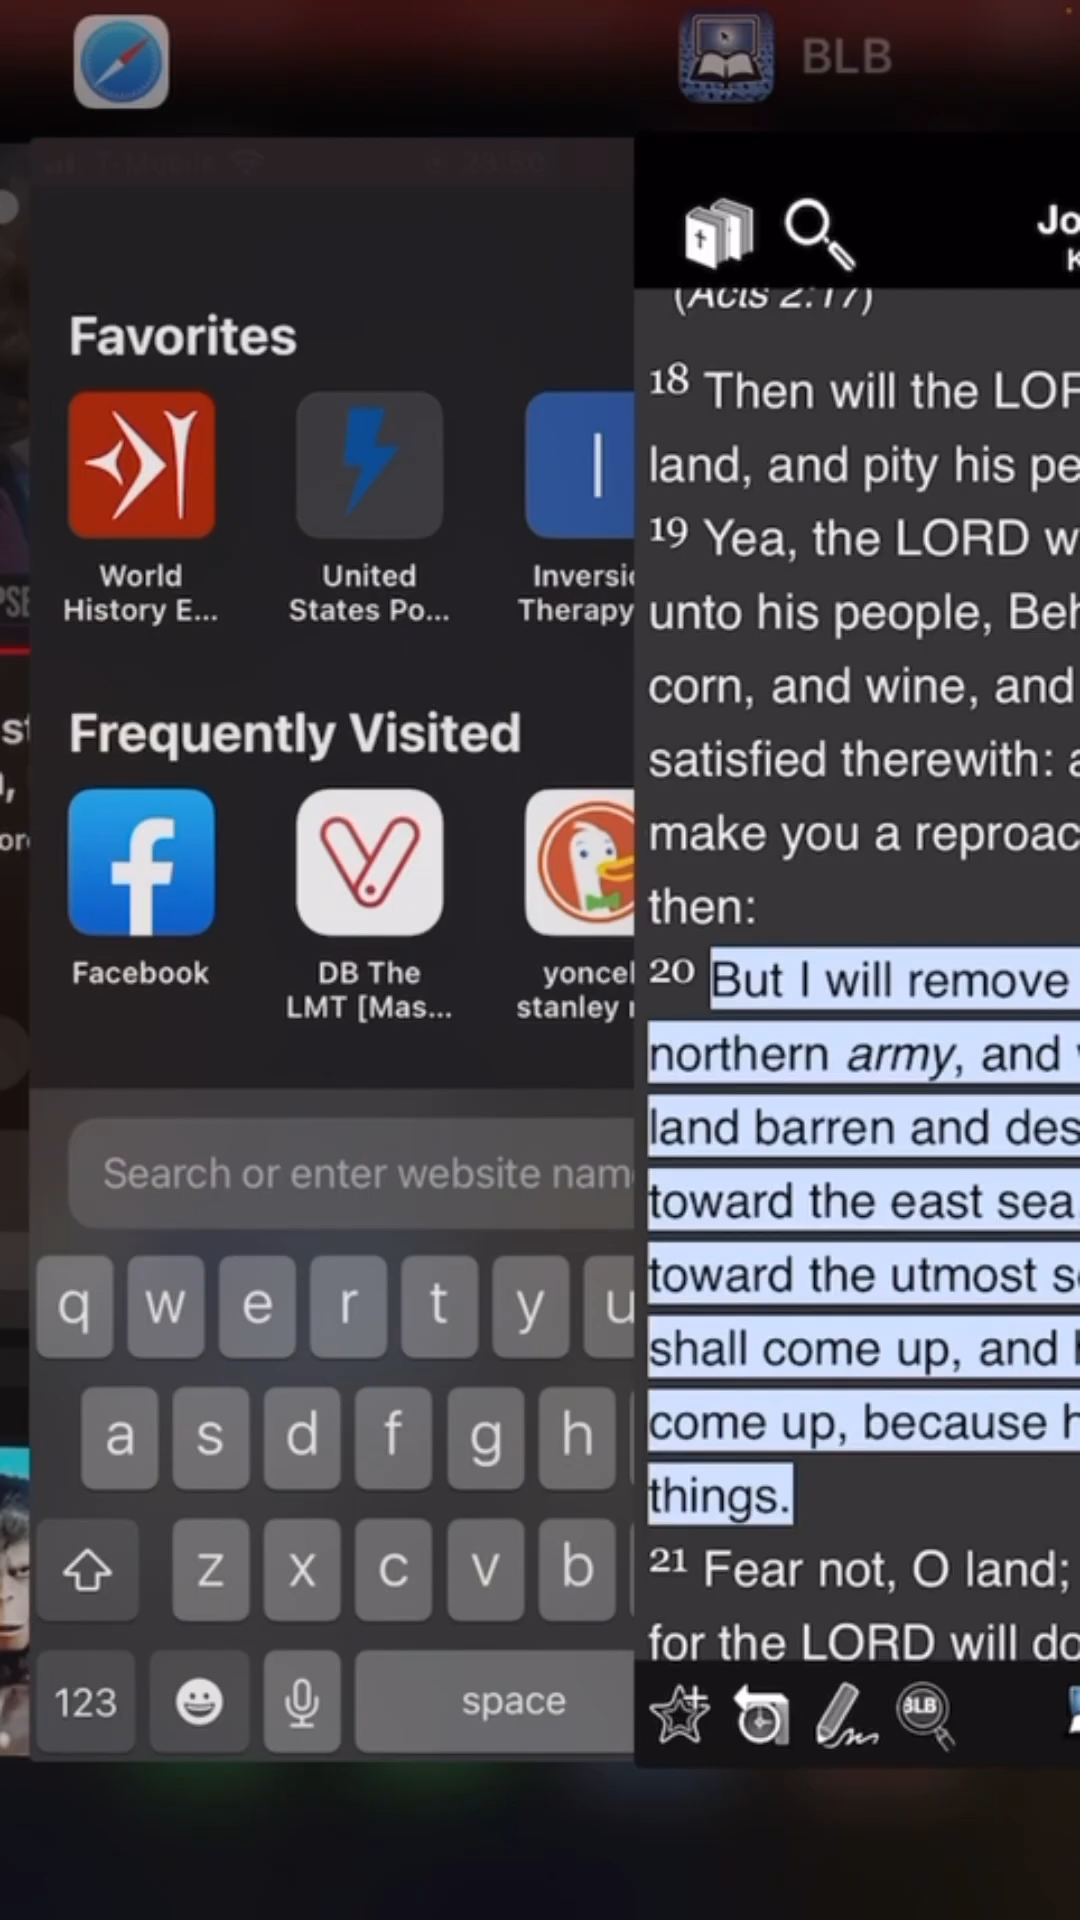 BLB
T-Mobile
Favorites
World
History E...
United
States Po...
Inversi
Therapy
Frequently Visited
Facebook
DB The
LMT [Mas...
yoncel
stanley
Search or enter website nam
q w e r t y u
a s d f g h
z x c v b
123 space
Jo
K
(Acts 2:17)
18 Then will the LOR
land, and pity his pe
19 Yea, the LORD w
unto his people, Beh
corn, and wine, and
satisfied therewith: a
make you a reproac
then:
20 But I will remove
northern army, and w
land barren and des
toward the east sea
toward the utmost se
shall come up, and h
come up, because h
things.
21 Fear not, O land;
for the LORD will do
BLB